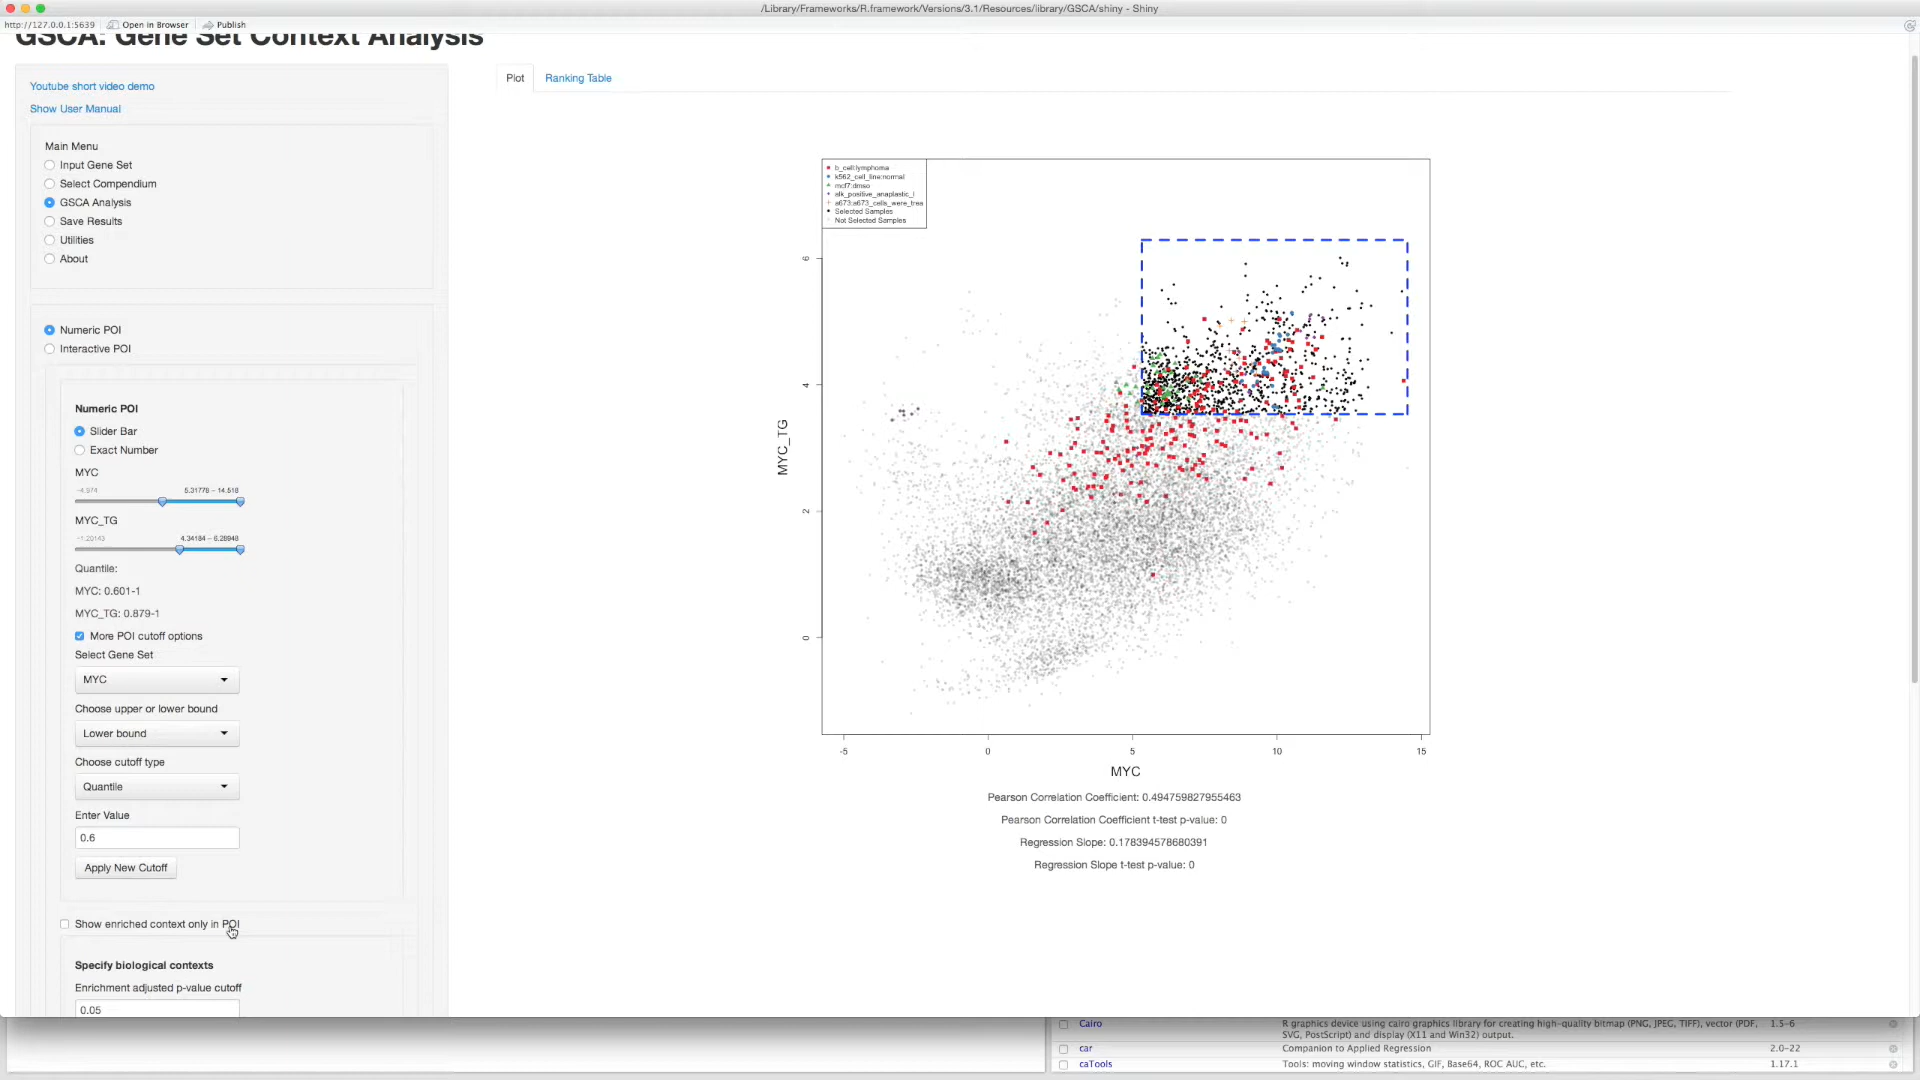 /Library/Frameworks/R.framework/Versions/3.1/Resources/library/GSCA/shiny - Shiny
http://127.0.0.1:5639
Open in Browser
Publish
GSCA: Gene Set Context Analysis
Youtube short video demo
Show User Manual
Main Menu
Input Gene Set
Select Compendium
GSCA Analysis
Save Results
Utilities
About
Numeric POI
Interactive POI
Numeric POI
Slider Bar
Exact Number
MYC
-4.974
5.31778 – 14.518
MYC_TG
-1.20143
4.34184 – 6.28948
Quantile:
MYC: 0.601-1
MYC_TG: 0.879-1
More POI cutoff options
Select Gene Set
MYC
Choose upper or lower bound
Lower bound
Choose cutoff type
Quantile
Enter Value
0.6
Apply New Cutoff
Show enriched context only in POI
Specify biological contexts
Enrichment adjusted p-value cutoff
0.05
Plot
Ranking Table
b_cell:lymphoma
k562_cell_line:normal
mcf7:dmso
alk_positive_anaplastic_l
a673:a673_cells_were_trea
Selected Samples
Not Selected Samples
6
4
2
0
MYC_TG
-5
0
5
10
15
MYC
Pearson Correlation Coefficient: 0.494759827955463
Pearson Correlation Coefficient t-test p-value: 0
Regression Slope: 0.178394578680391
Regression Slope t-test p-value: 0
Cairo
R graphics device using cairo graphics library for creating high-quality bitmap (PNG, JPEG, TIFF), vector (PDF,
SVG, PostScript) and display (X11 and Win32) output.
1.5-6
car
Companion to Applied Regression
2.0-22
caTools
Tools: moving window statistics, GIF, Base64, ROC AUC, etc.
1.17.1